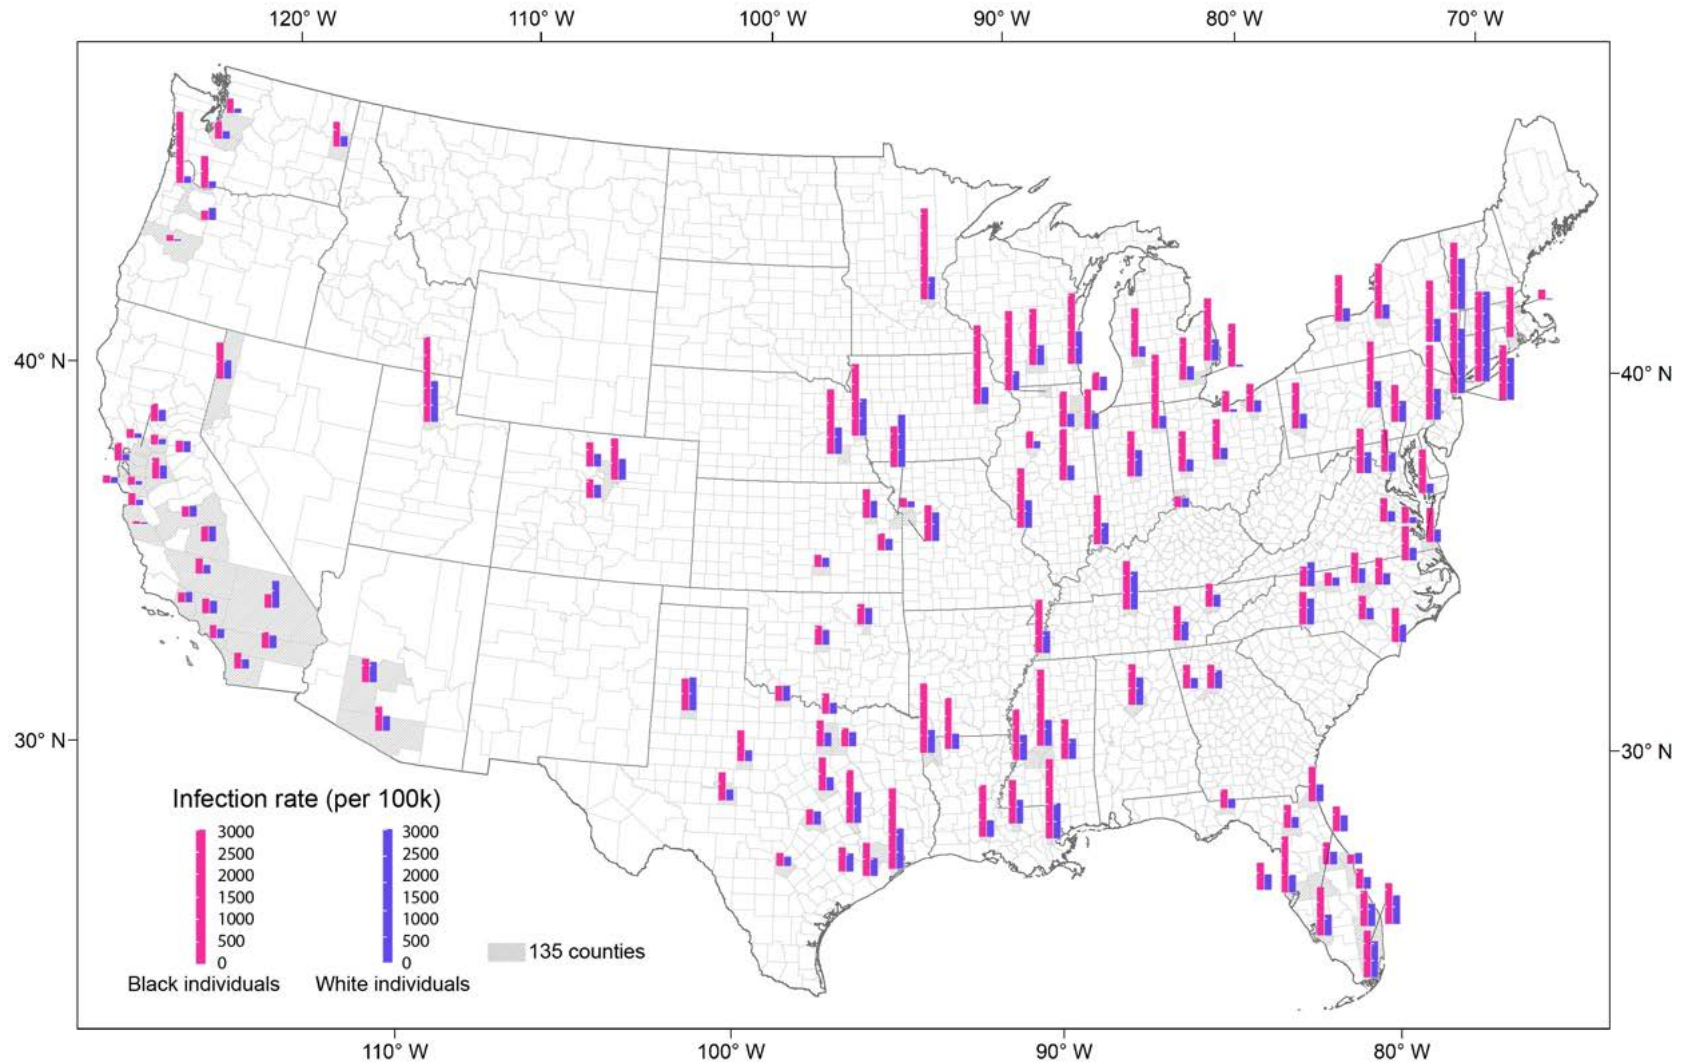 120° W 110° W 100° W 90° W 80° W 70° W
40° N 40° N
30° N 30° N
Infection rate (per 100k)
3000 3000
2500 2500
2000 2000
1500 1500
1000 1000
500 500
0 0
135 counties
Black individuals White individuals
110° W 100° W 90° W 80° W